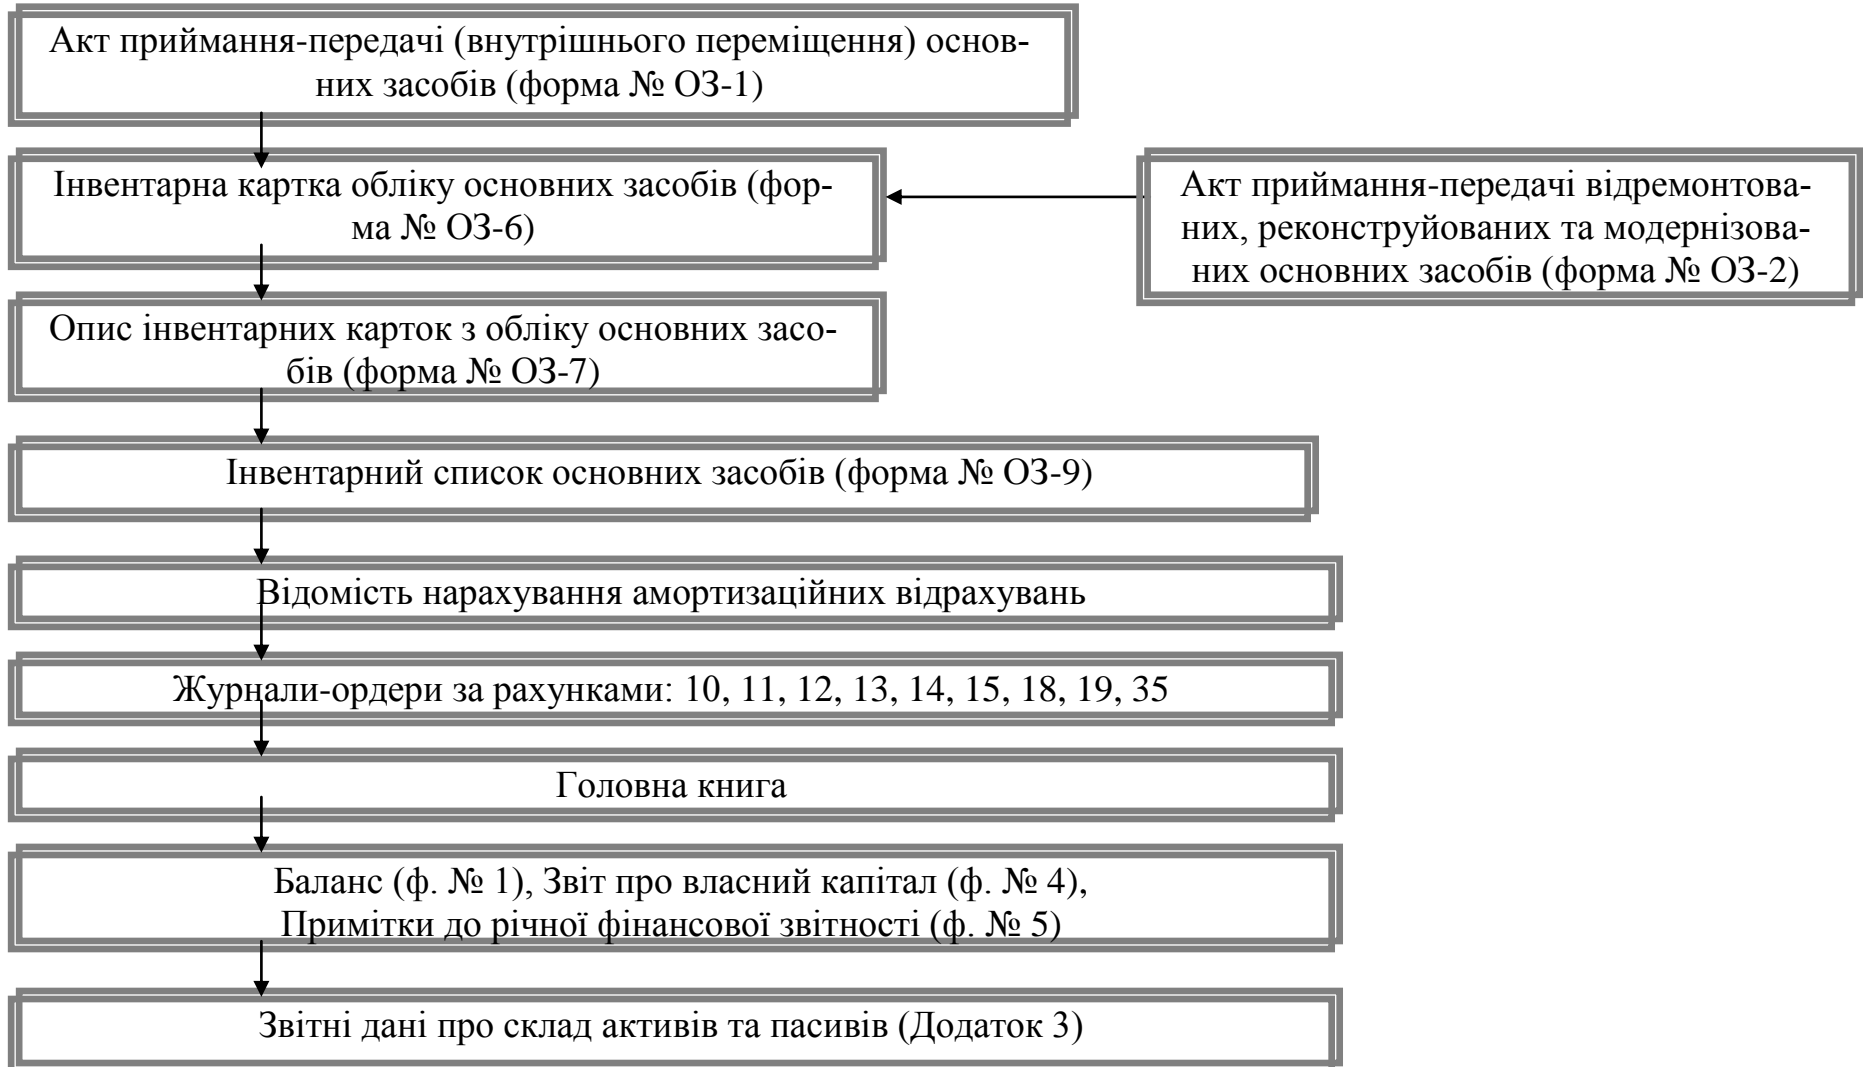 Акт приймання-передачі (внутрішнього переміщення) основ-
них засобів (форма № ОЗ-1)
Інвентарна картка обліку основних засобів (фор-
ма № ОЗ-6)
Акт приймання-передачі відремонтова-
них, реконструйованих та модернізова-
них основних засобів (форма № ОЗ-2)
Опис інвентарних карток з обліку основних засо-
бів (форма № ОЗ-7)
Інвентарний список основних засобів (форма № ОЗ-9)
Відомість нарахування амортизаційних відрахувань
Журнали-ордери за рахунками: 10, 11, 12, 13, 14, 15, 18, 19, 35
Головна книга
Баланс (ф. № 1), Звіт про власний капітал (ф. № 4),
Примітки до річної фінансової звітності (ф. № 5)
Звітні дані про склад активів та пасивів (Додаток 3)